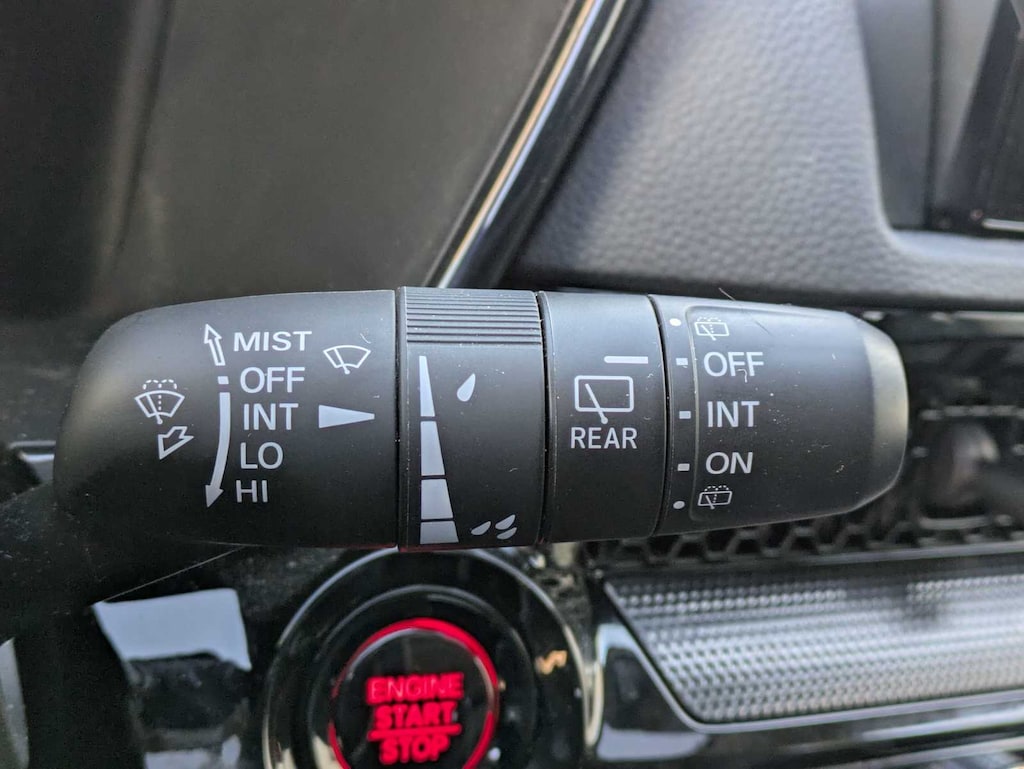 MIST
OFF
INT
LO
HI
REAR
OFF
INT
ON
ENGINE
START
STOP